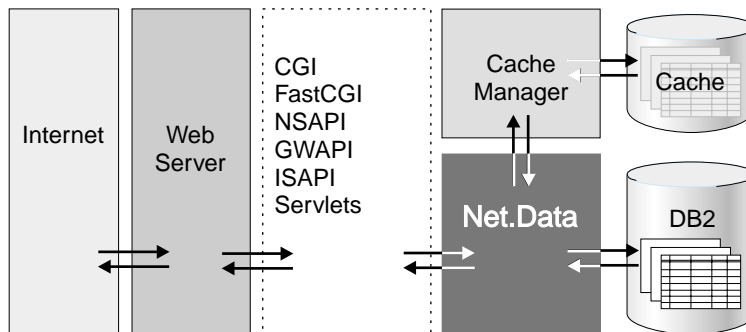 Internet
Web
Server
CGI
FastCGI
NSAPI
GWAPI
ISAPI
Servlets
Cache
Manager
Cache
Net.Data
DB2